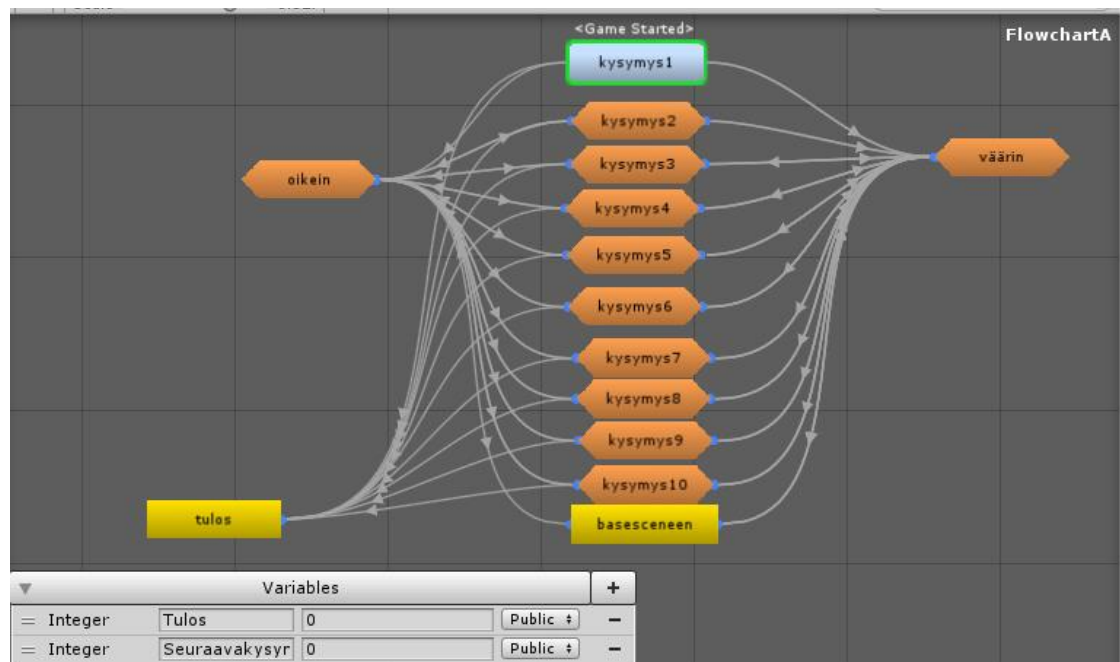 <Game Started>
FlowchartA
kysymys1
kysymys2
väärin
kysymys3
oikein
kysymys4
kysymys5
kysymys6
kysymys7
kysymys8
kysymys9
kysymys10
tulos
basesceneen
Variables +
Integer Tulos 0 Public −
Integer Seuraavakysyr 0 Public −